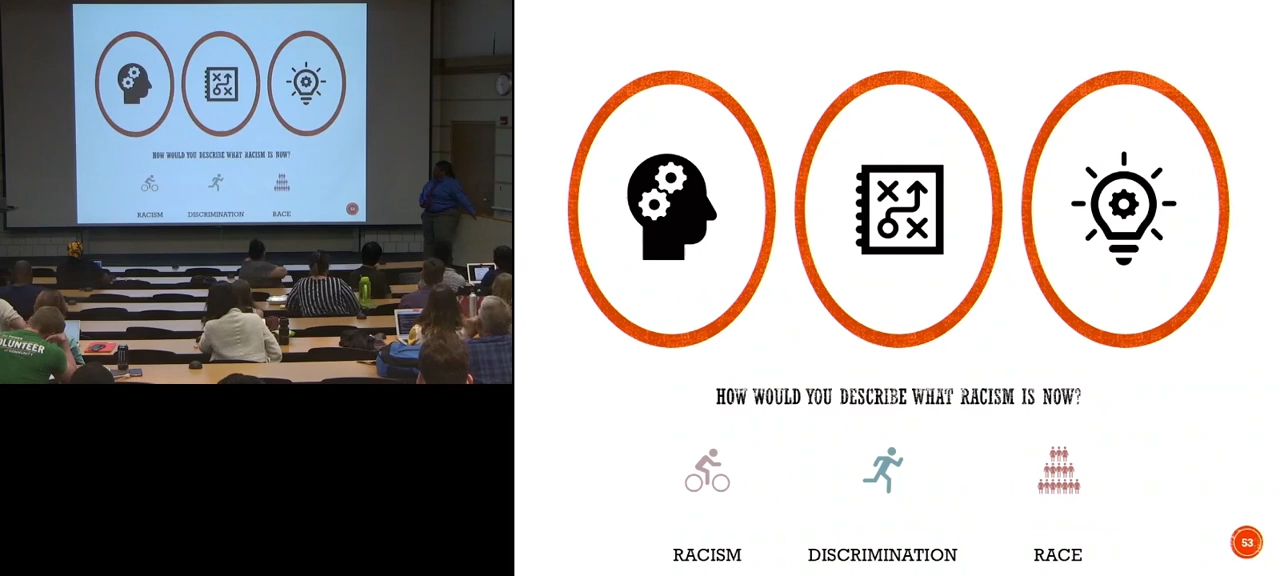 HOW WOULD YOU DESCRIBE WHAT RACISM IS NOW?
RACISM DISCRIMINATION RACE
VOLUNTEER
HOW WOULD YOU DESCRIBE WHAT RACISM IS NOW?
RACISM DISCRIMINATION RACE
53